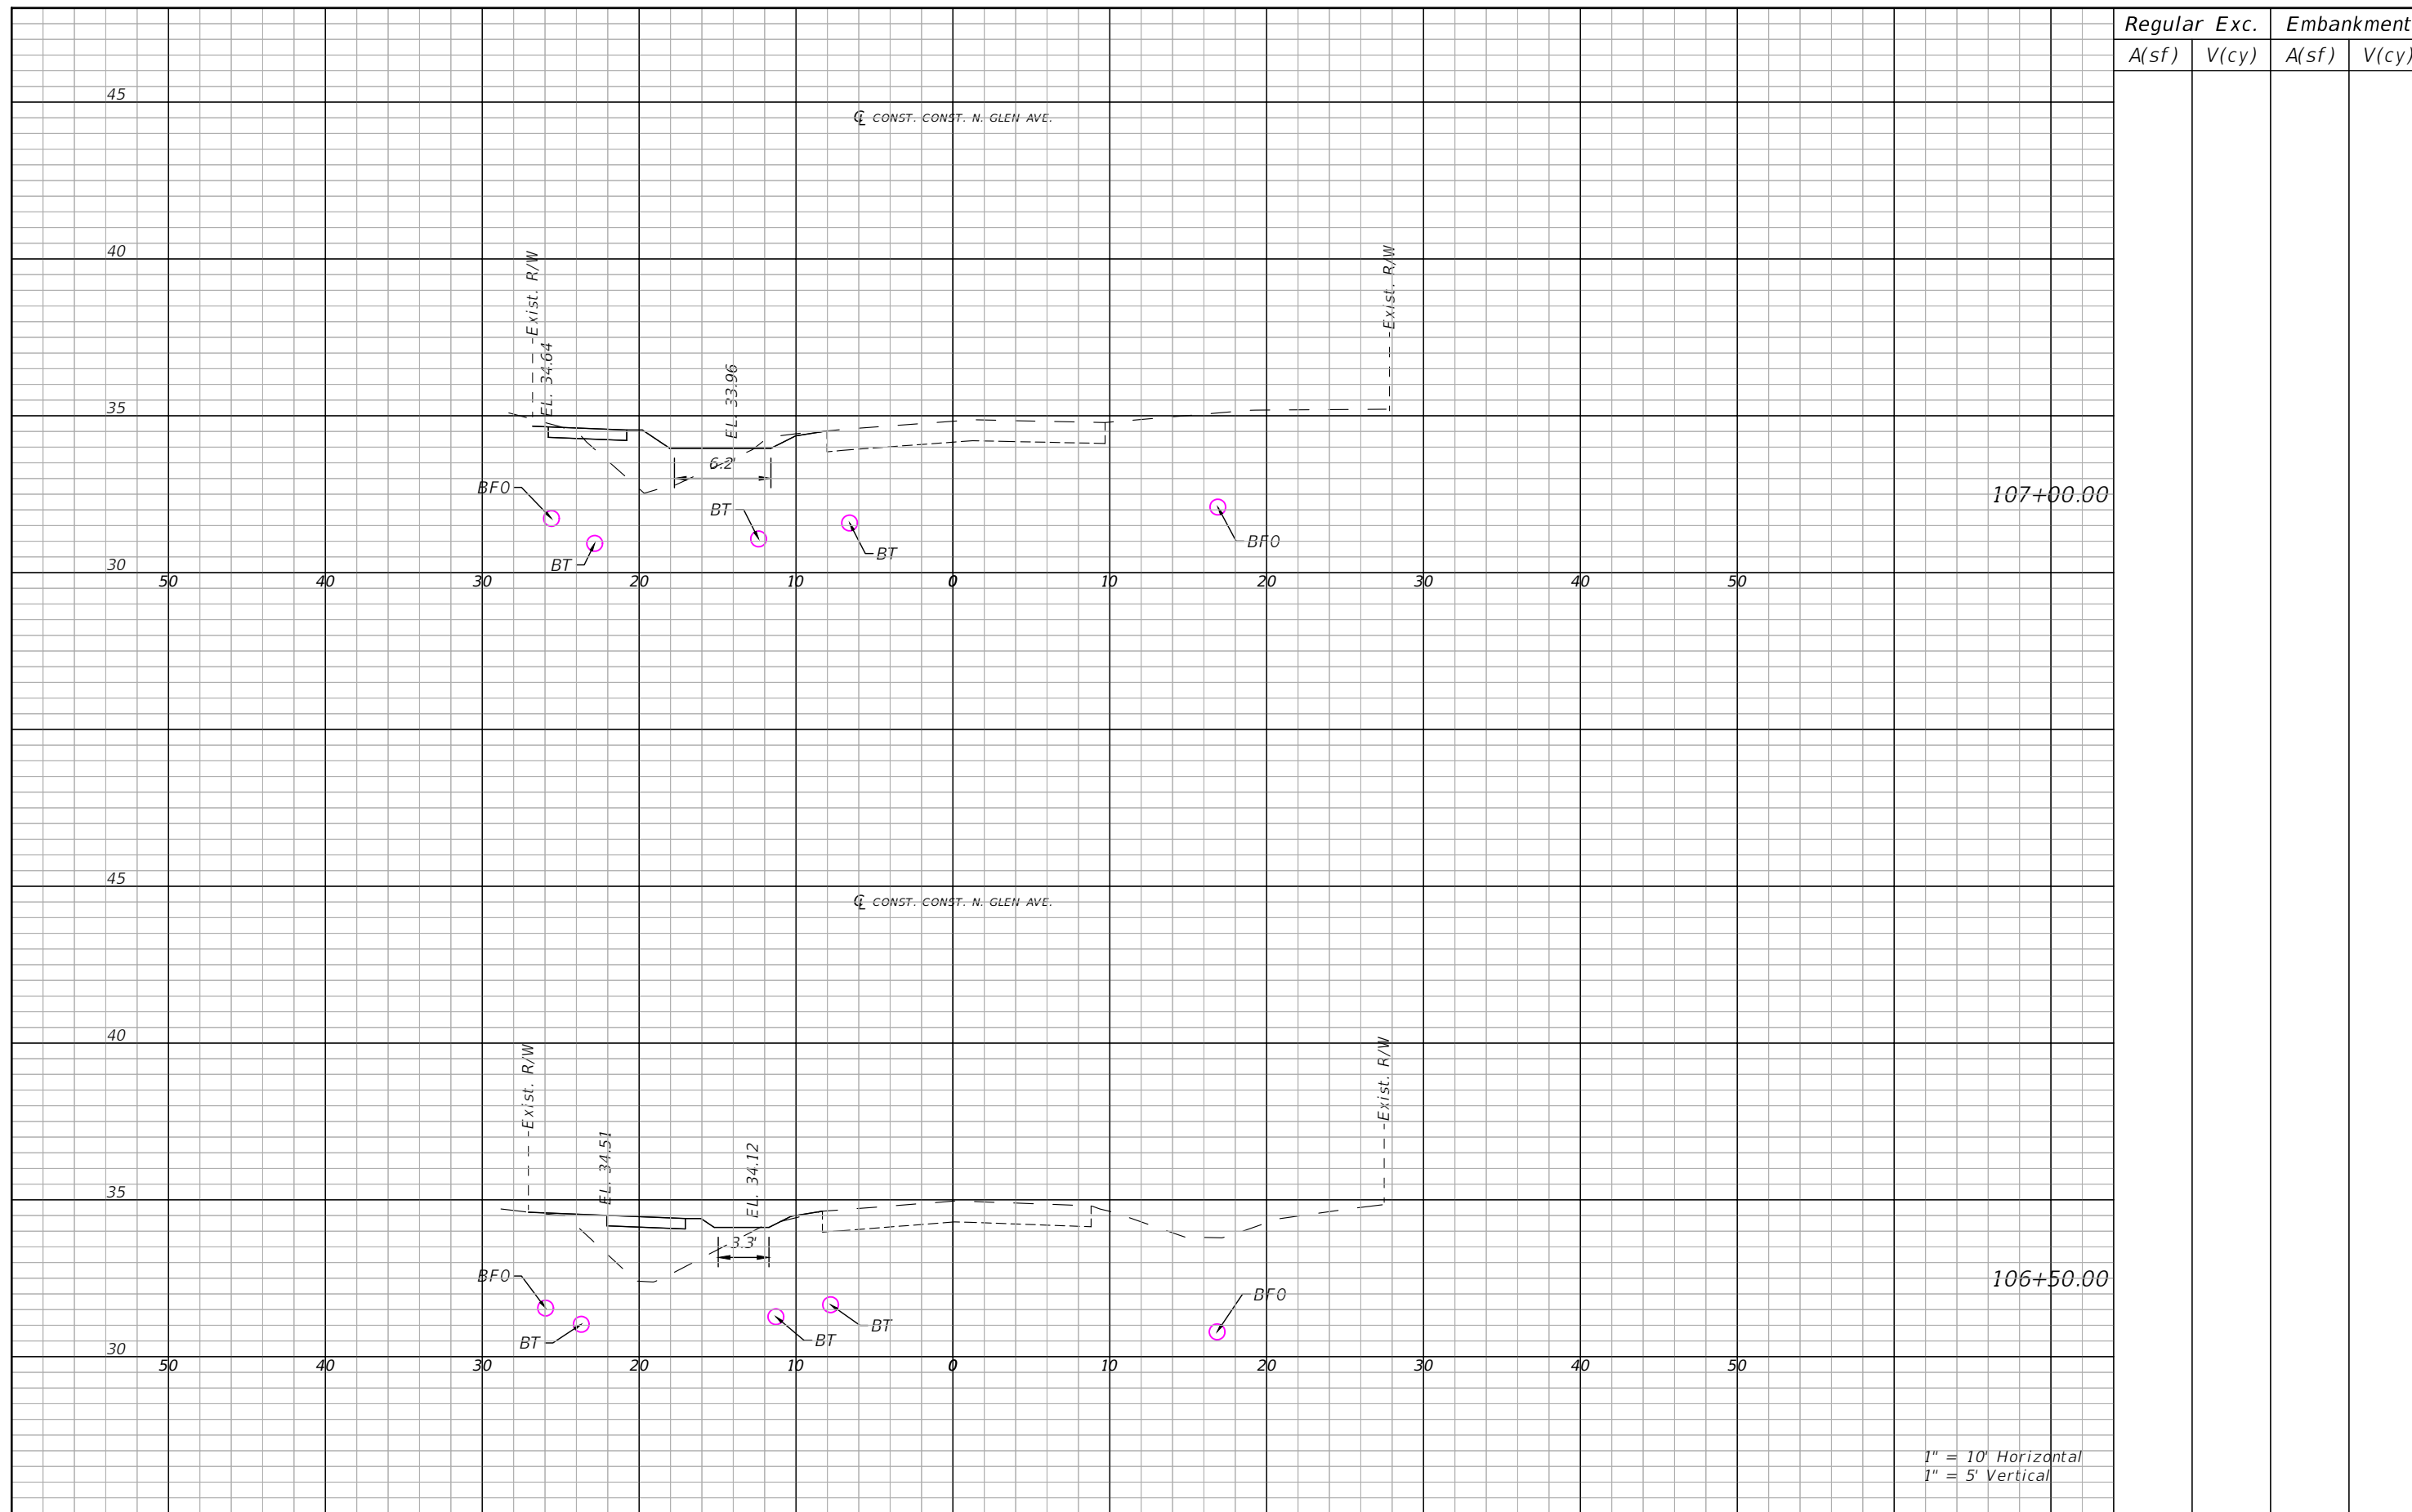 Regular Exc. Embankment
A(sf) V(cy) A(sf) V(cy)
45
℄ CONST. CONST. N. GLEN AVE.
40
Exist. R/W
Exist. R/W
EL. 34.64
EL. 33.96
35
6.2'
BFO
BT
BT
BT
BFO
107+00.00
30
50 40 30 20 10 0 10 20 30 40 50
45
℄ CONST. CONST. N. GLEN AVE.
40
Exist. R/W
Exist. R/W
EL. 34.51
EL. 34.12
35
3.3'
BFO
BT
BT
BT
BFO
106+50.00
30
50 40 30 20 10 0 10 20 30 40 50
1" = 10' Horizontal
1" = 5' Vertical